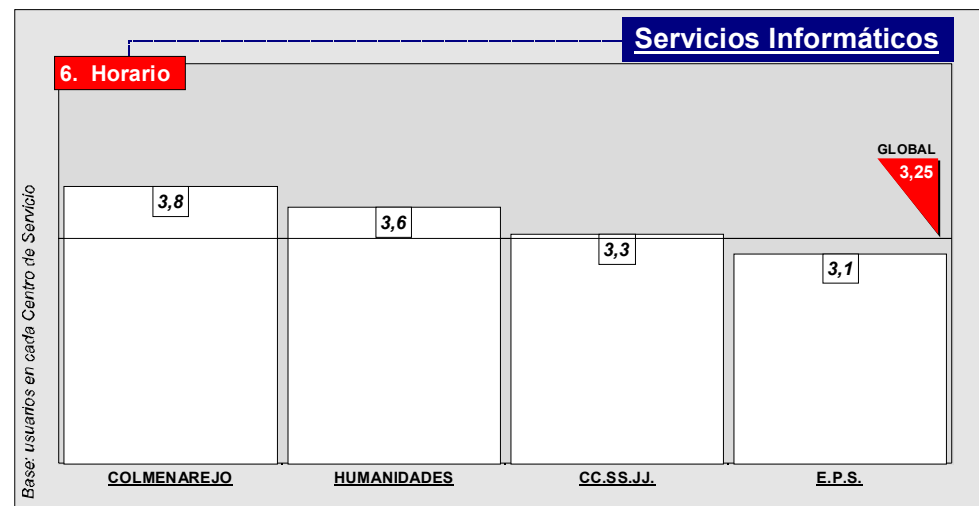 Servicios Informáticos
6. Horario
GLOBAL
3,25
3,8
3,6
3,3
3,1
Base: usuarios en cada Centro de Servicio
COLMENAREJO
HUMANIDADES
CC.SS.JJ.
E.P.S.